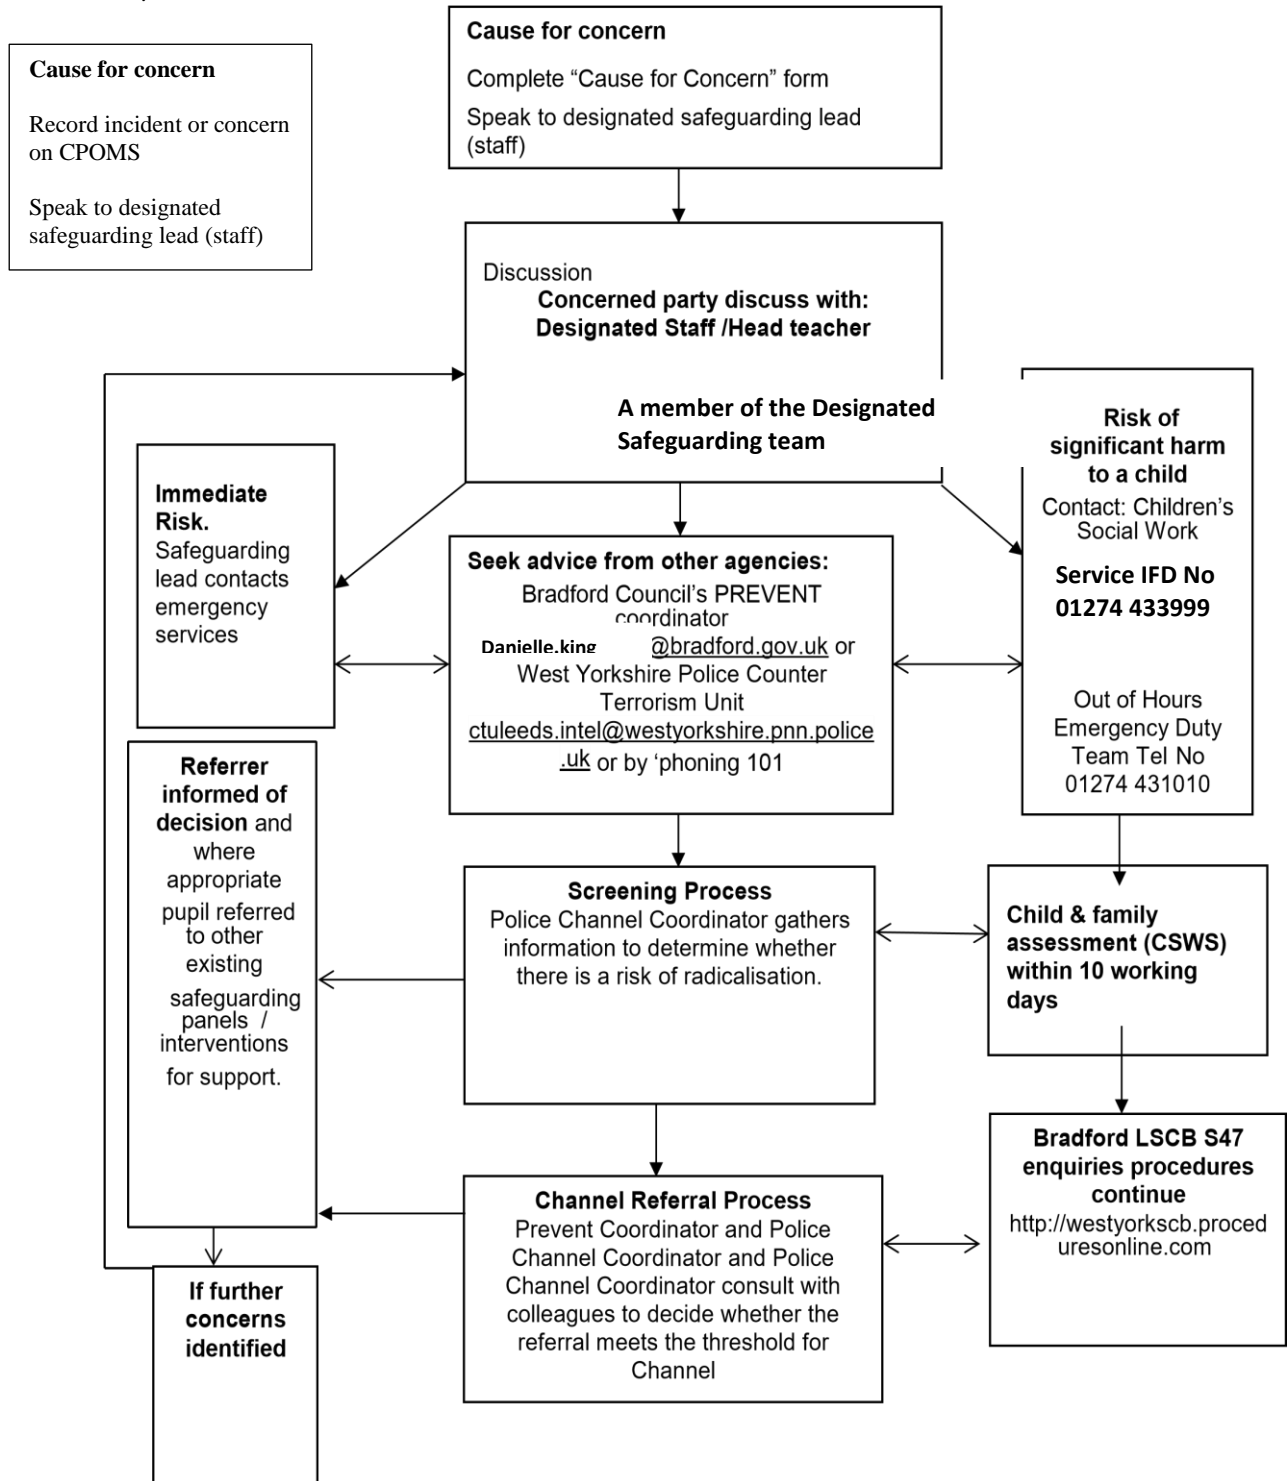 Cause for concern
Record incident or concern
on CPOMS
Speak to designated
safeguarding lead (staff)
Cause for concern
Complete “Cause for Concern” form
Speak to designated safeguarding lead
(staff)
Discussion
Concerned party discuss with:
Designated Staff /Head teacher
A member of the Designated
Safeguarding team
Immediate
Risk.
Safeguarding
lead contacts
emergency
services
Seek advice from other agencies:
Bradford Council’s PREVENT
coordinator
Danielle.king @bradford.gov.uk or
West Yorkshire Police Counter
Terrorism Unit
ctuleeds.intel@westyorkshire.pnn.police
.uk or by ‘phoning 101
Risk of
significant harm
to a child
Contact: Children’s
Social Work
Service IFD No
01274 433999
Out of Hours
Emergency Duty
Team Tel No
01274 431010
Referrer
informed of
decision and
where
appropriate
pupil referred
to other
existing
safeguarding
panels /
interventions
for support.
Screening Process
Police Channel Coordinator gathers
information to determine whether
there is a risk of radicalisation.
Child & family
assessment (CSWS)
within 10 working
days
Channel Referral Process
Prevent Coordinator and Police
Channel Coordinator and Police
Channel Coordinator consult with
colleagues to decide whether the
referral meets the threshold for
Channel
Bradford LSCB S47
enquiries procedures
continue
http://westyorkscb.proced
uresonline.com
If further
concerns
identified